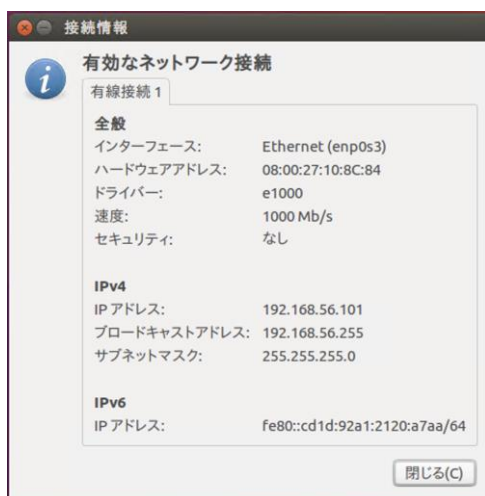 接続情報
有効なネットワーク接続
有線接続 1
全般
インターフェース: Ethernet (enp0s3)
ハードウェアアドレス: 08:00:27:10:8C:84
ドライバー: e1000
速度: 1000 Mb/s
セキュリティ: なし
IPv4
IP アドレス: 192.168.56.101
ブロードキャストアドレス: 192.168.56.255
サブネットマスク: 255.255.255.0
IPv6
IP アドレス: fe80::cd1d:92a1:2120:a7aa/64
閉じる(C)